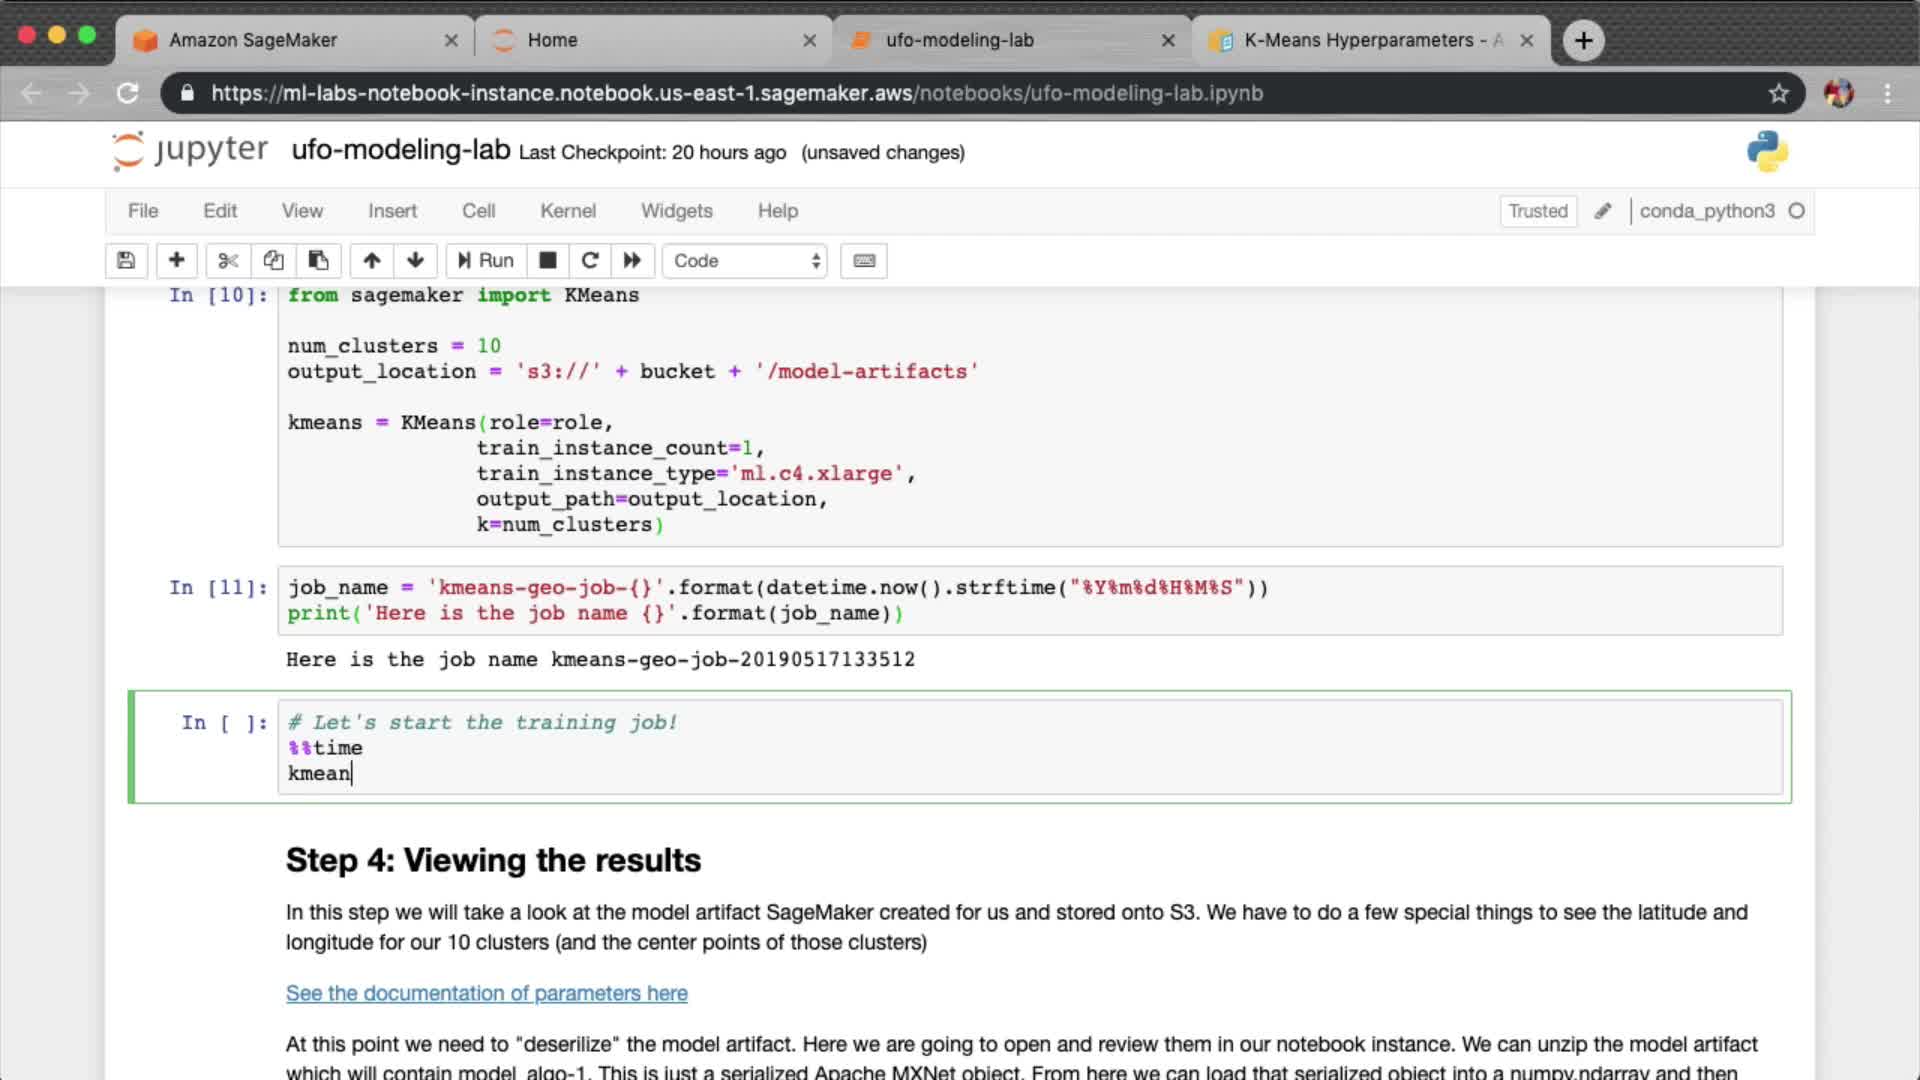 Amazon SageMaker
Home
ufo-modeling-lab
K-Means Hyperparameters - A
https://ml-labs-notebook-instance.notebook.us-east-1.sagemaker.aws/notebooks/ufo-modeling-lab.ipynb
jupyter ufo-modeling-lab Last Checkpoint: 20 hours ago (unsaved changes)
File Edit View Insert Cell Kernel Widgets Help Trusted conda_python3
Run Code
In [10]: from sagemaker import KMeans
num_clusters = 10
output_location = 's3://' + bucket + '/model-artifacts'
kmeans = KMeans(role=role,
train_instance_count=1,
train_instance_type='ml.c4.xlarge',
output_path=output_location,
k=num_clusters)
In [11]: job_name = 'kmeans-geo-job-{}'.format(datetime.now().strftime("%Y%m%d%H%M%S"))
print('Here is the job name {}'.format(job_name))
Here is the job name kmeans-geo-job-20190517133512
In [ ]: # Let's start the training job!
%%time
kmean
Step 4: Viewing the results
In this step we will take a look at the model artifact SageMaker created for us and stored onto S3. We have to do a few special things to see the latitude and
longitude for our 10 clusters (and the center points of those clusters)
See the documentation of parameters here
At this point we need to "deserilize" the model artifact. Here we are going to open and review them in our notebook instance. We can unzip the model artifact
which will contain model_algo-1. This is just a serialized Apache MXNet object. From here we can load that serialized object into a numpy.ndarray and then